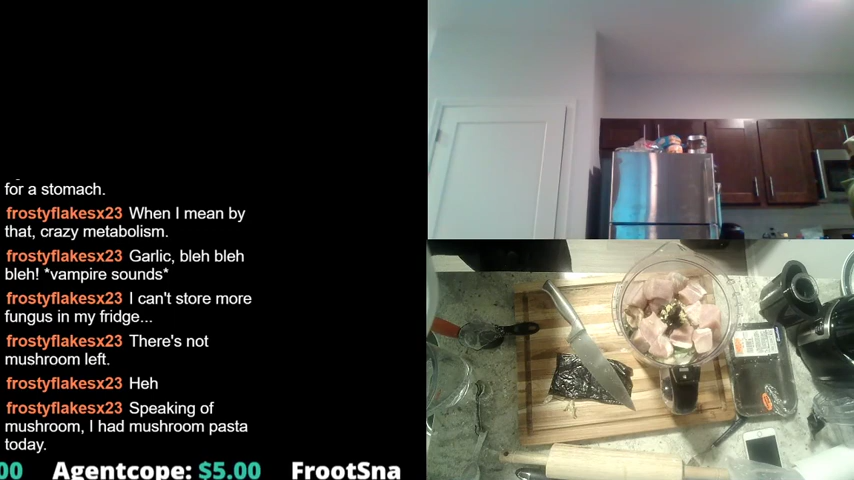 for a stomach.
frostyflakesx23 When I mean by
that, crazy metabolism.
frostyflakesx23 Garlic, bleh bleh
bleh! *vampire sounds*
frostyflakesx23 I can't store more
fungus in my fridge...
frostyflakesx23 There's not
mushroom left.
frostyflakesx23 Heh
frostyflakesx23 Speaking of
mushroom, I had mushroom pasta
today.
00 Agentcope: $5.00 FrootSna